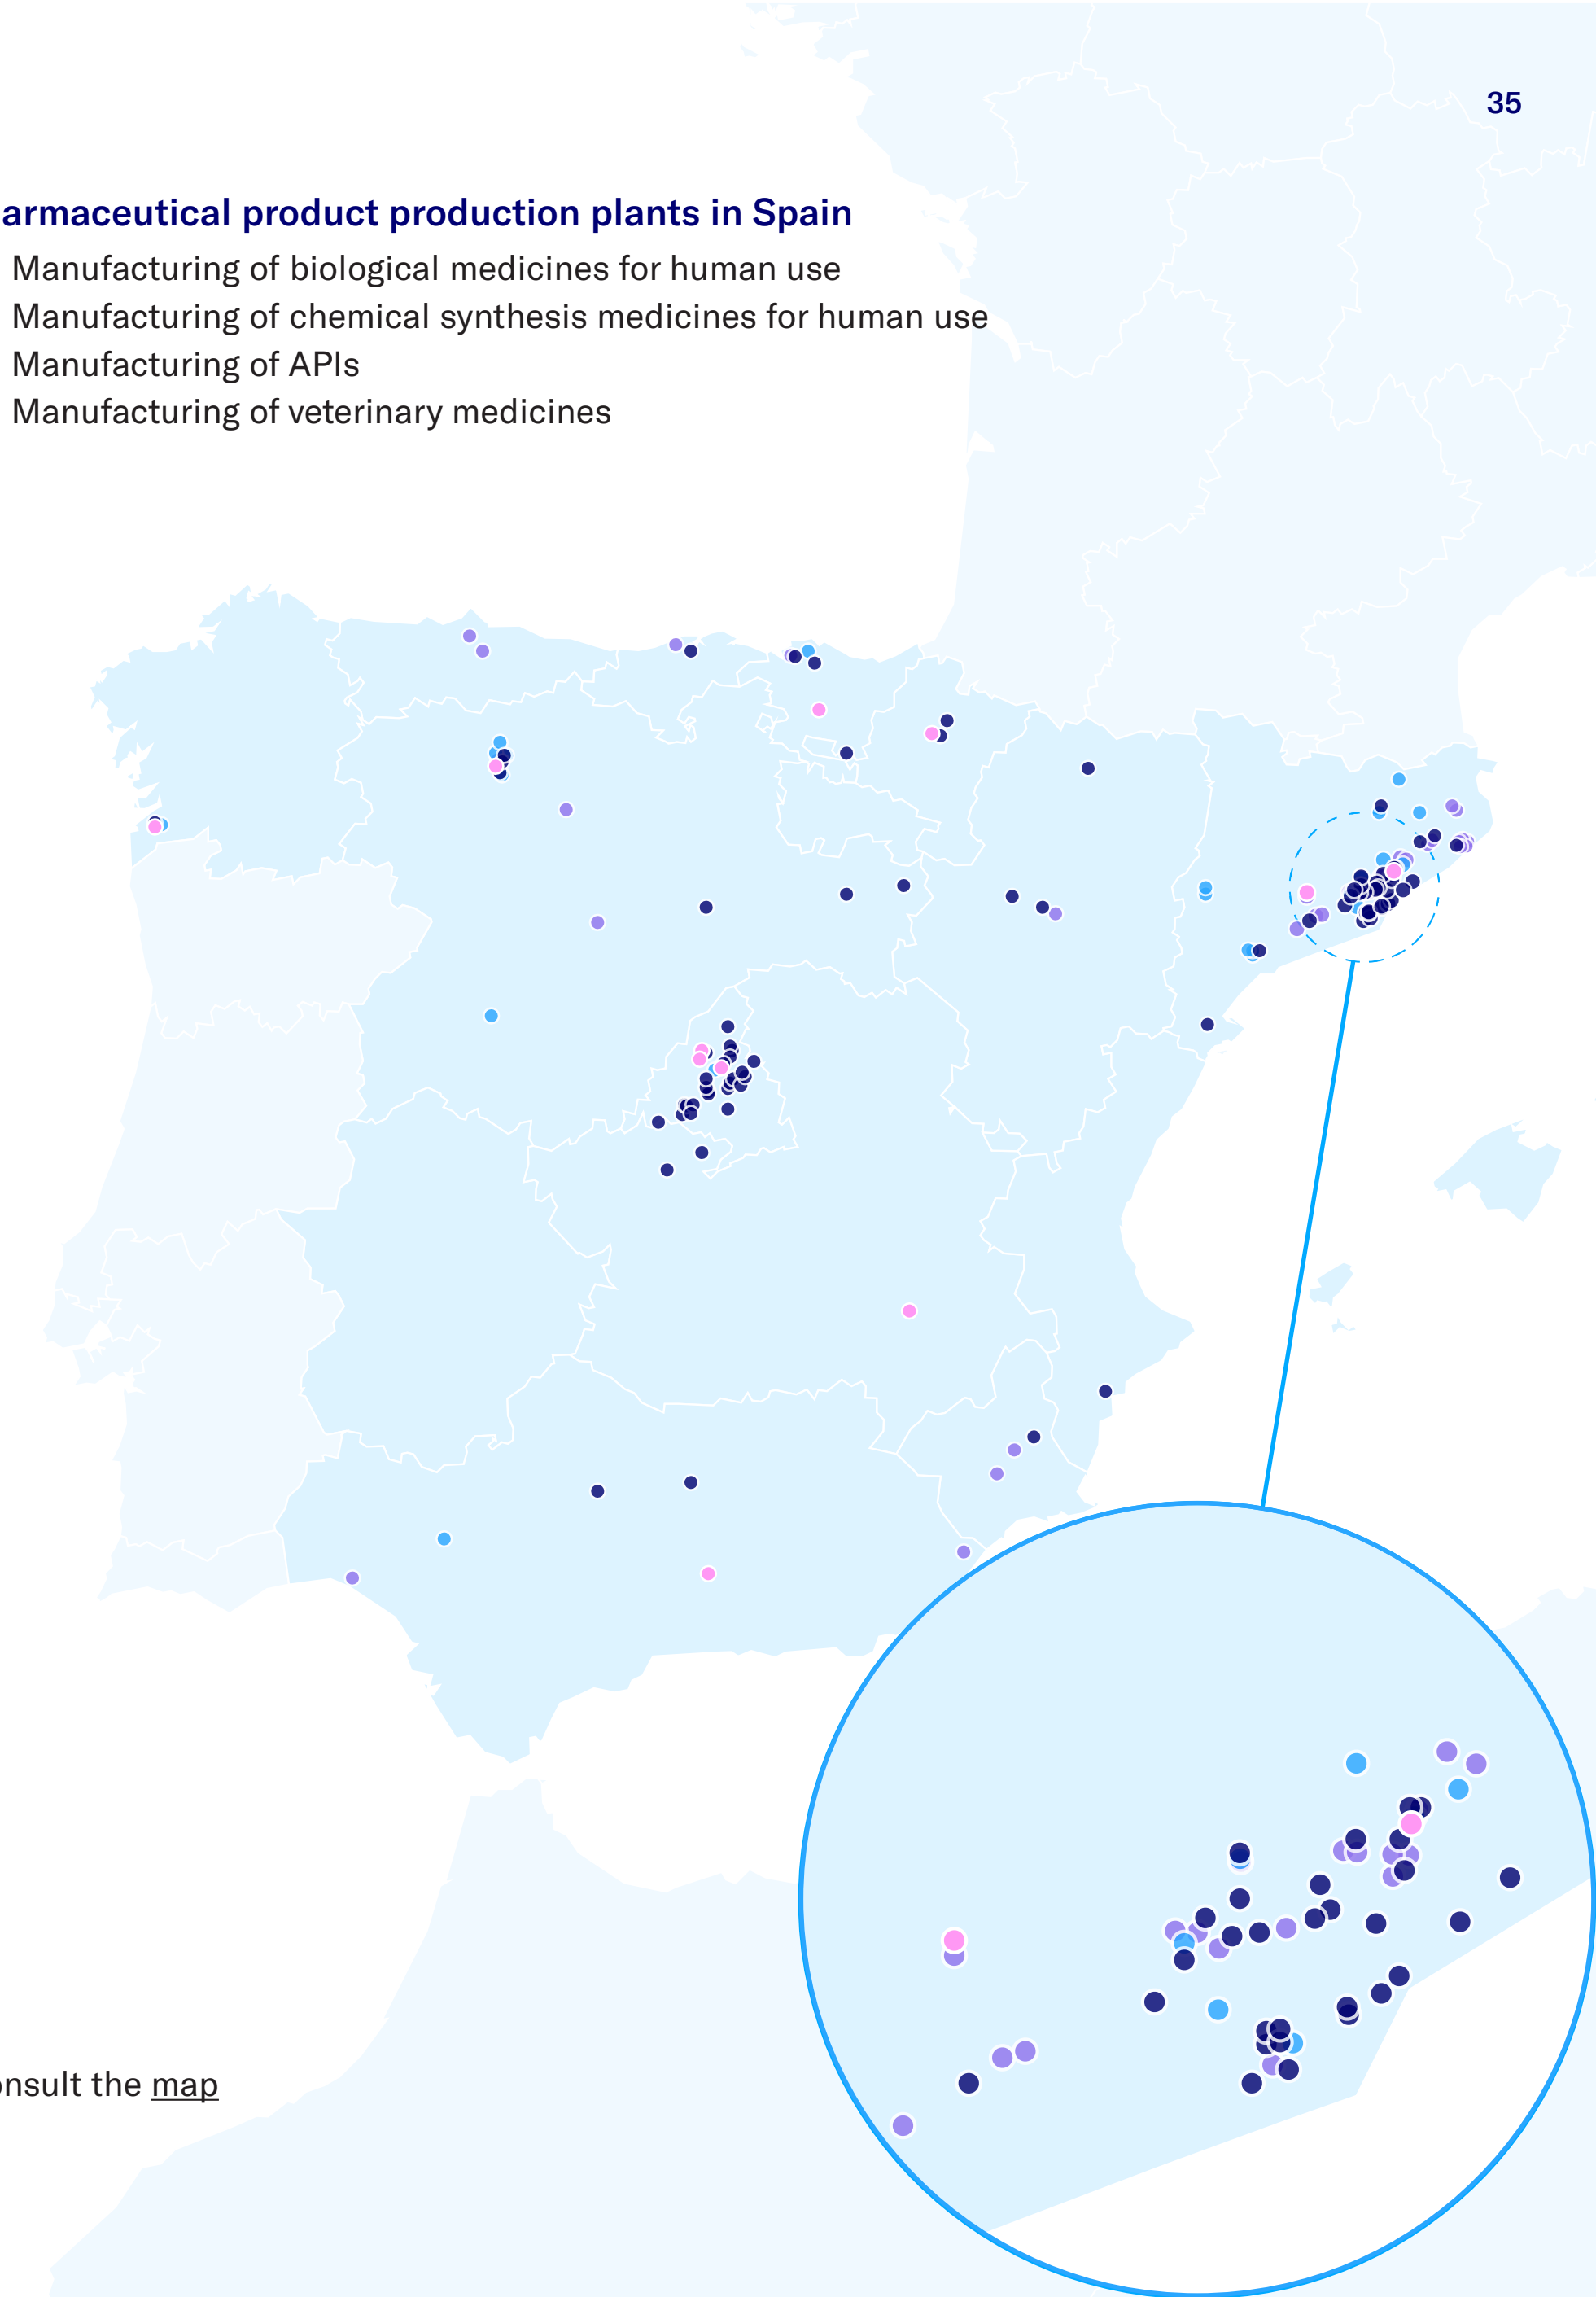 35
armaceutical product production plants in Spain
Manufacturing of biological medicines for human use
Manufacturing of chemical synthesis medicines for human use
Manufacturing of APIs
Manufacturing of veterinary medicines
onsult the map